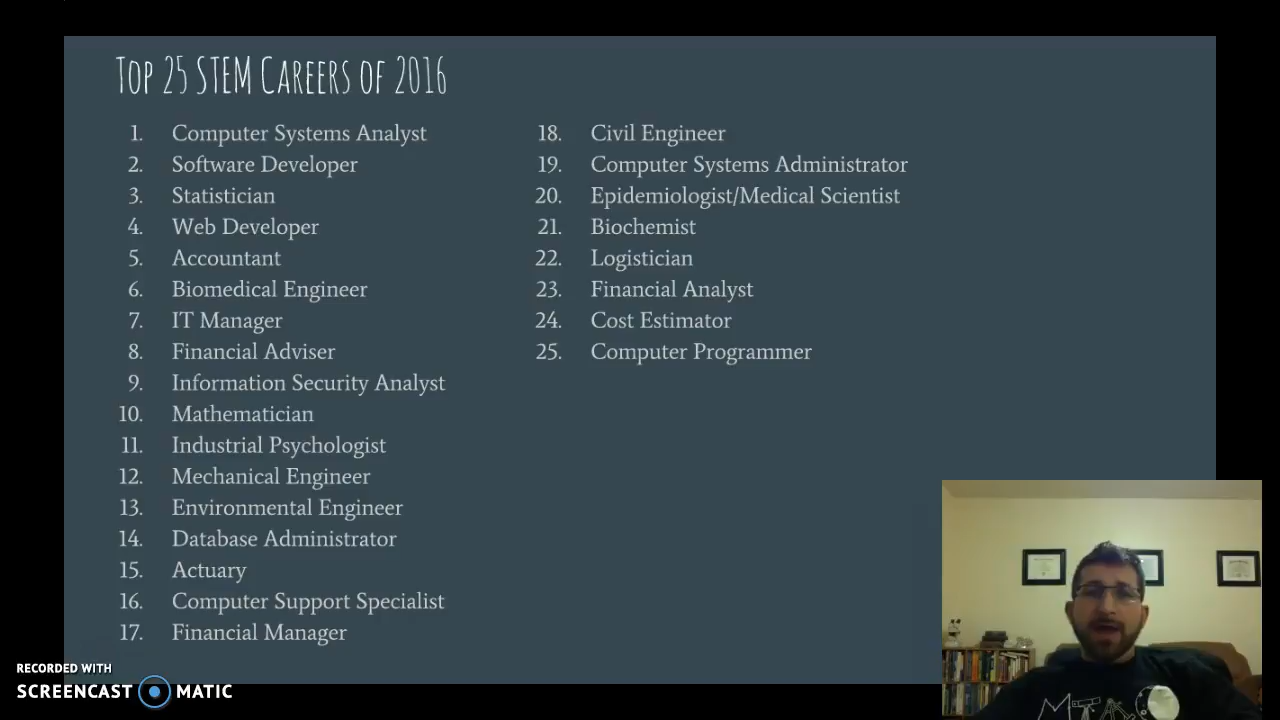 Top 25 STEM Careers of 2016
1. Computer Systems Analyst
2. Software Developer
3. Statistician
4. Web Developer
5. Accountant
6. Biomedical Engineer
7. IT Manager
8. Financial Adviser
9. Information Security Analyst
10. Mathematician
11. Industrial Psychologist
12. Mechanical Engineer
13. Environmental Engineer
14. Database Administrator
15. Actuary
16. Computer Support Specialist
17. Financial Manager
18. Civil Engineer
19. Computer Systems Administrator
20. Epidemiologist/Medical Scientist
21. Biochemist
22. Logistician
23. Financial Analyst
24. Cost Estimator
25. Computer Programmer
RECORDED WITH
SCREENCAST MATIC